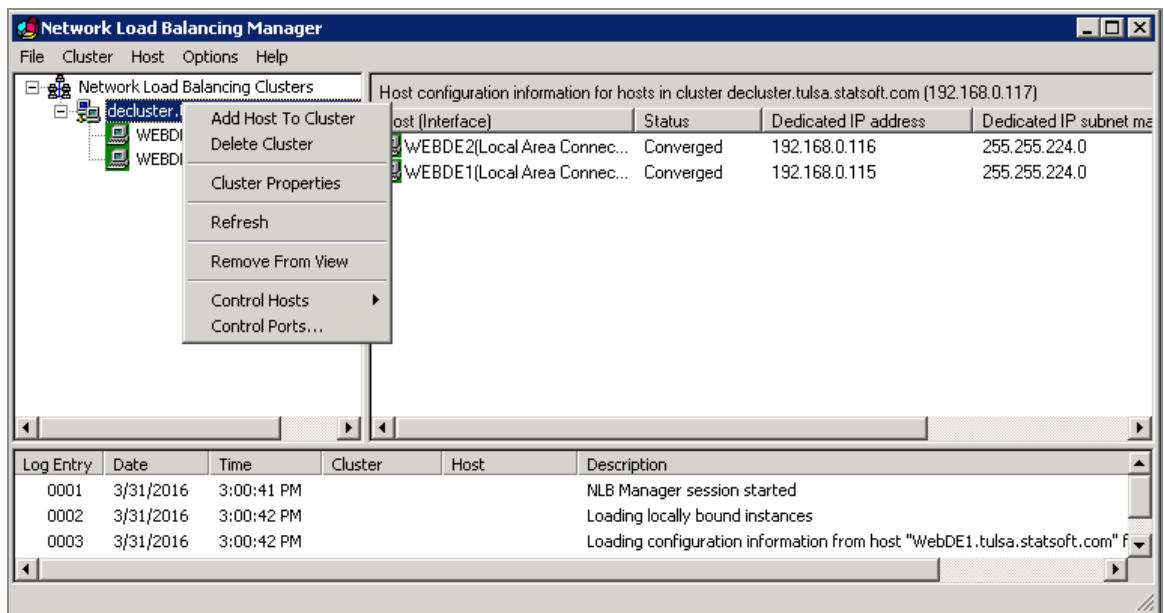 Network Load Balancing Manager
File Cluster Host Options Help
Network Load Balancing Clusters
decluster.
WEBDE
WEBDE
Add Host To Cluster
Delete Cluster
Cluster Properties
Refresh
Remove From View
Control Hosts
Control Ports...
Host configuration information for hosts in cluster decluster.tulsa.statsoft.com (192.168.0.117)
ost (Interface) Status Dedicated IP address Dedicated IP subnet ma
WEBDE2(Local Area Connec... Converged 192.168.0.116 255.255.224.0
WEBDE1(Local Area Connec... Converged 192.168.0.115 255.255.224.0
Log Entry Date Time Cluster Host Description
0001 3/31/2016 3:00:41 PM NLB Manager session started
0002 3/31/2016 3:00:42 PM Loading locally bound instances
0003 3/31/2016 3:00:42 PM Loading configuration information from host "WebDE1.tulsa.statsoft.com" f